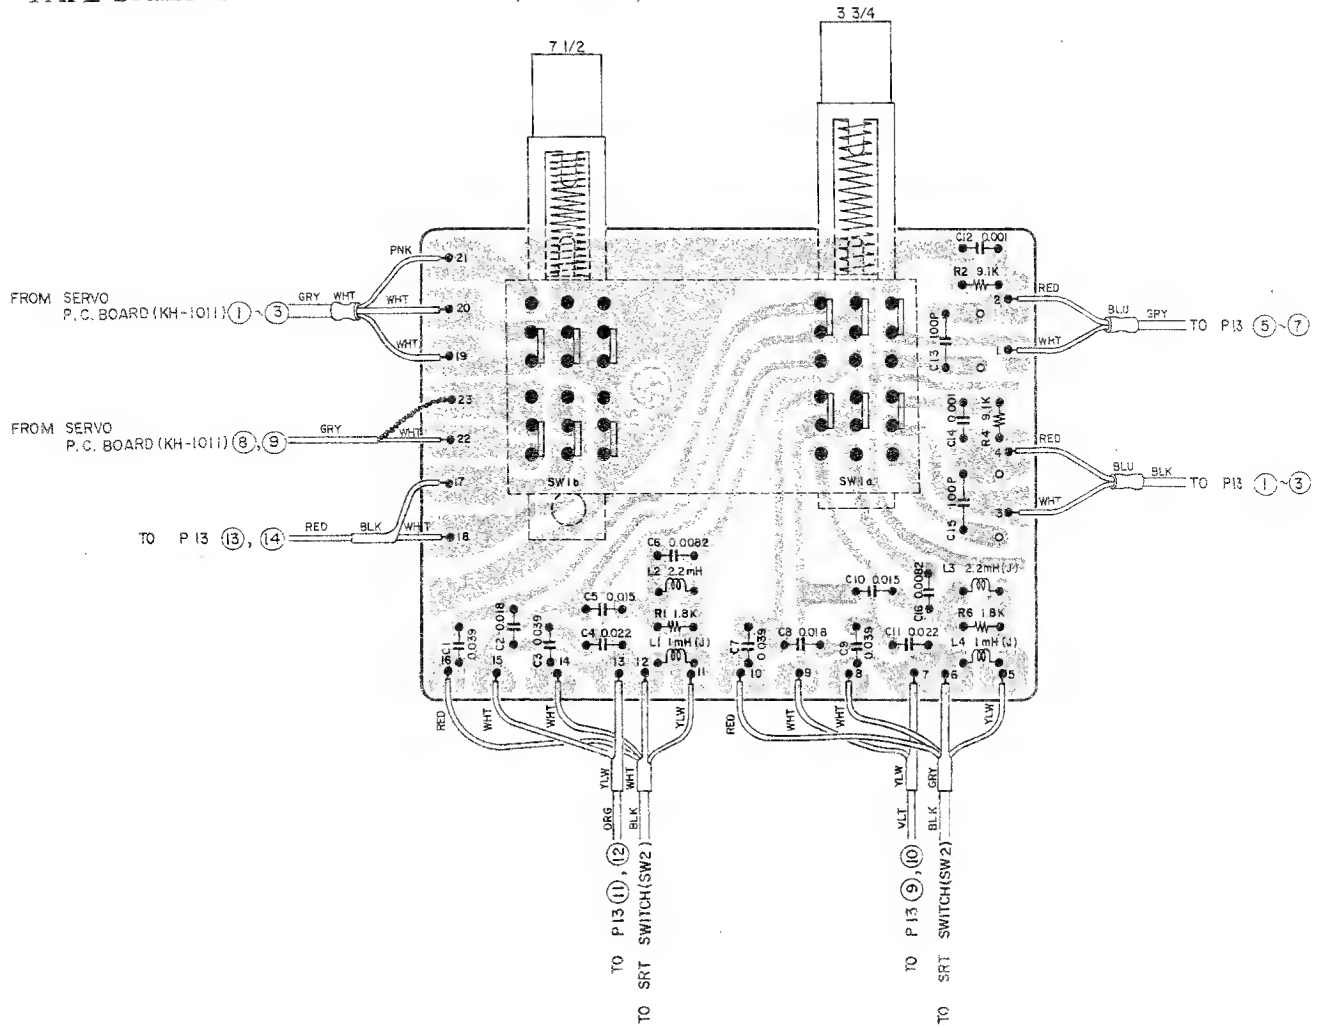 3 3/4
7 1/2
C12 0.001
PNK
21
R2 9.1K
2
RED
FROM SERVO
P.C. BOARD (KH-1011) ① ~ ③
GRY
WHT
WHT
20
BLU
GRY
TO P13 ⑤~⑦
C13 100P
WHT
19
1
WHT
23
C14 0.001
R4 9.1K
FROM SERVO
P.C. BOARD (KH-1011) ⑧, ⑨
GRY
WHT
22
4
RED
17
SW1b
SW1a
BLU
BLK
TO P13 ①~③
C15 100P
WHT
3
TO P13 ⑬, ⑭
RED
BLK
WHT
18
C6 0.0082
L2 2.2mH
C10 0.015
C16 0.0082
L3 2.2mH(J)
C5 0.015
R1 1.8K
R6 1.8K
C1 0.039
C2 0.018
C3 0.039
C4 0.022
L1 1mH(J)
C7 0.039
C8 0.018
C9 0.039
C11 0.022
L4 1mH(J)
16
15
14
13
12
11
10
9
8
7
6
5
RED
WHT
WHT
YLW
RED
WHT
WHT
YLW
YLW
WHT
YLW
GRY
ORG
BLK
VLT
BLK
TO P13 ⑪, ⑫
TO SRT SWITCH(SW2)
TO P13 ⑨, ⑩
TO SRT SWITCH(SW2)